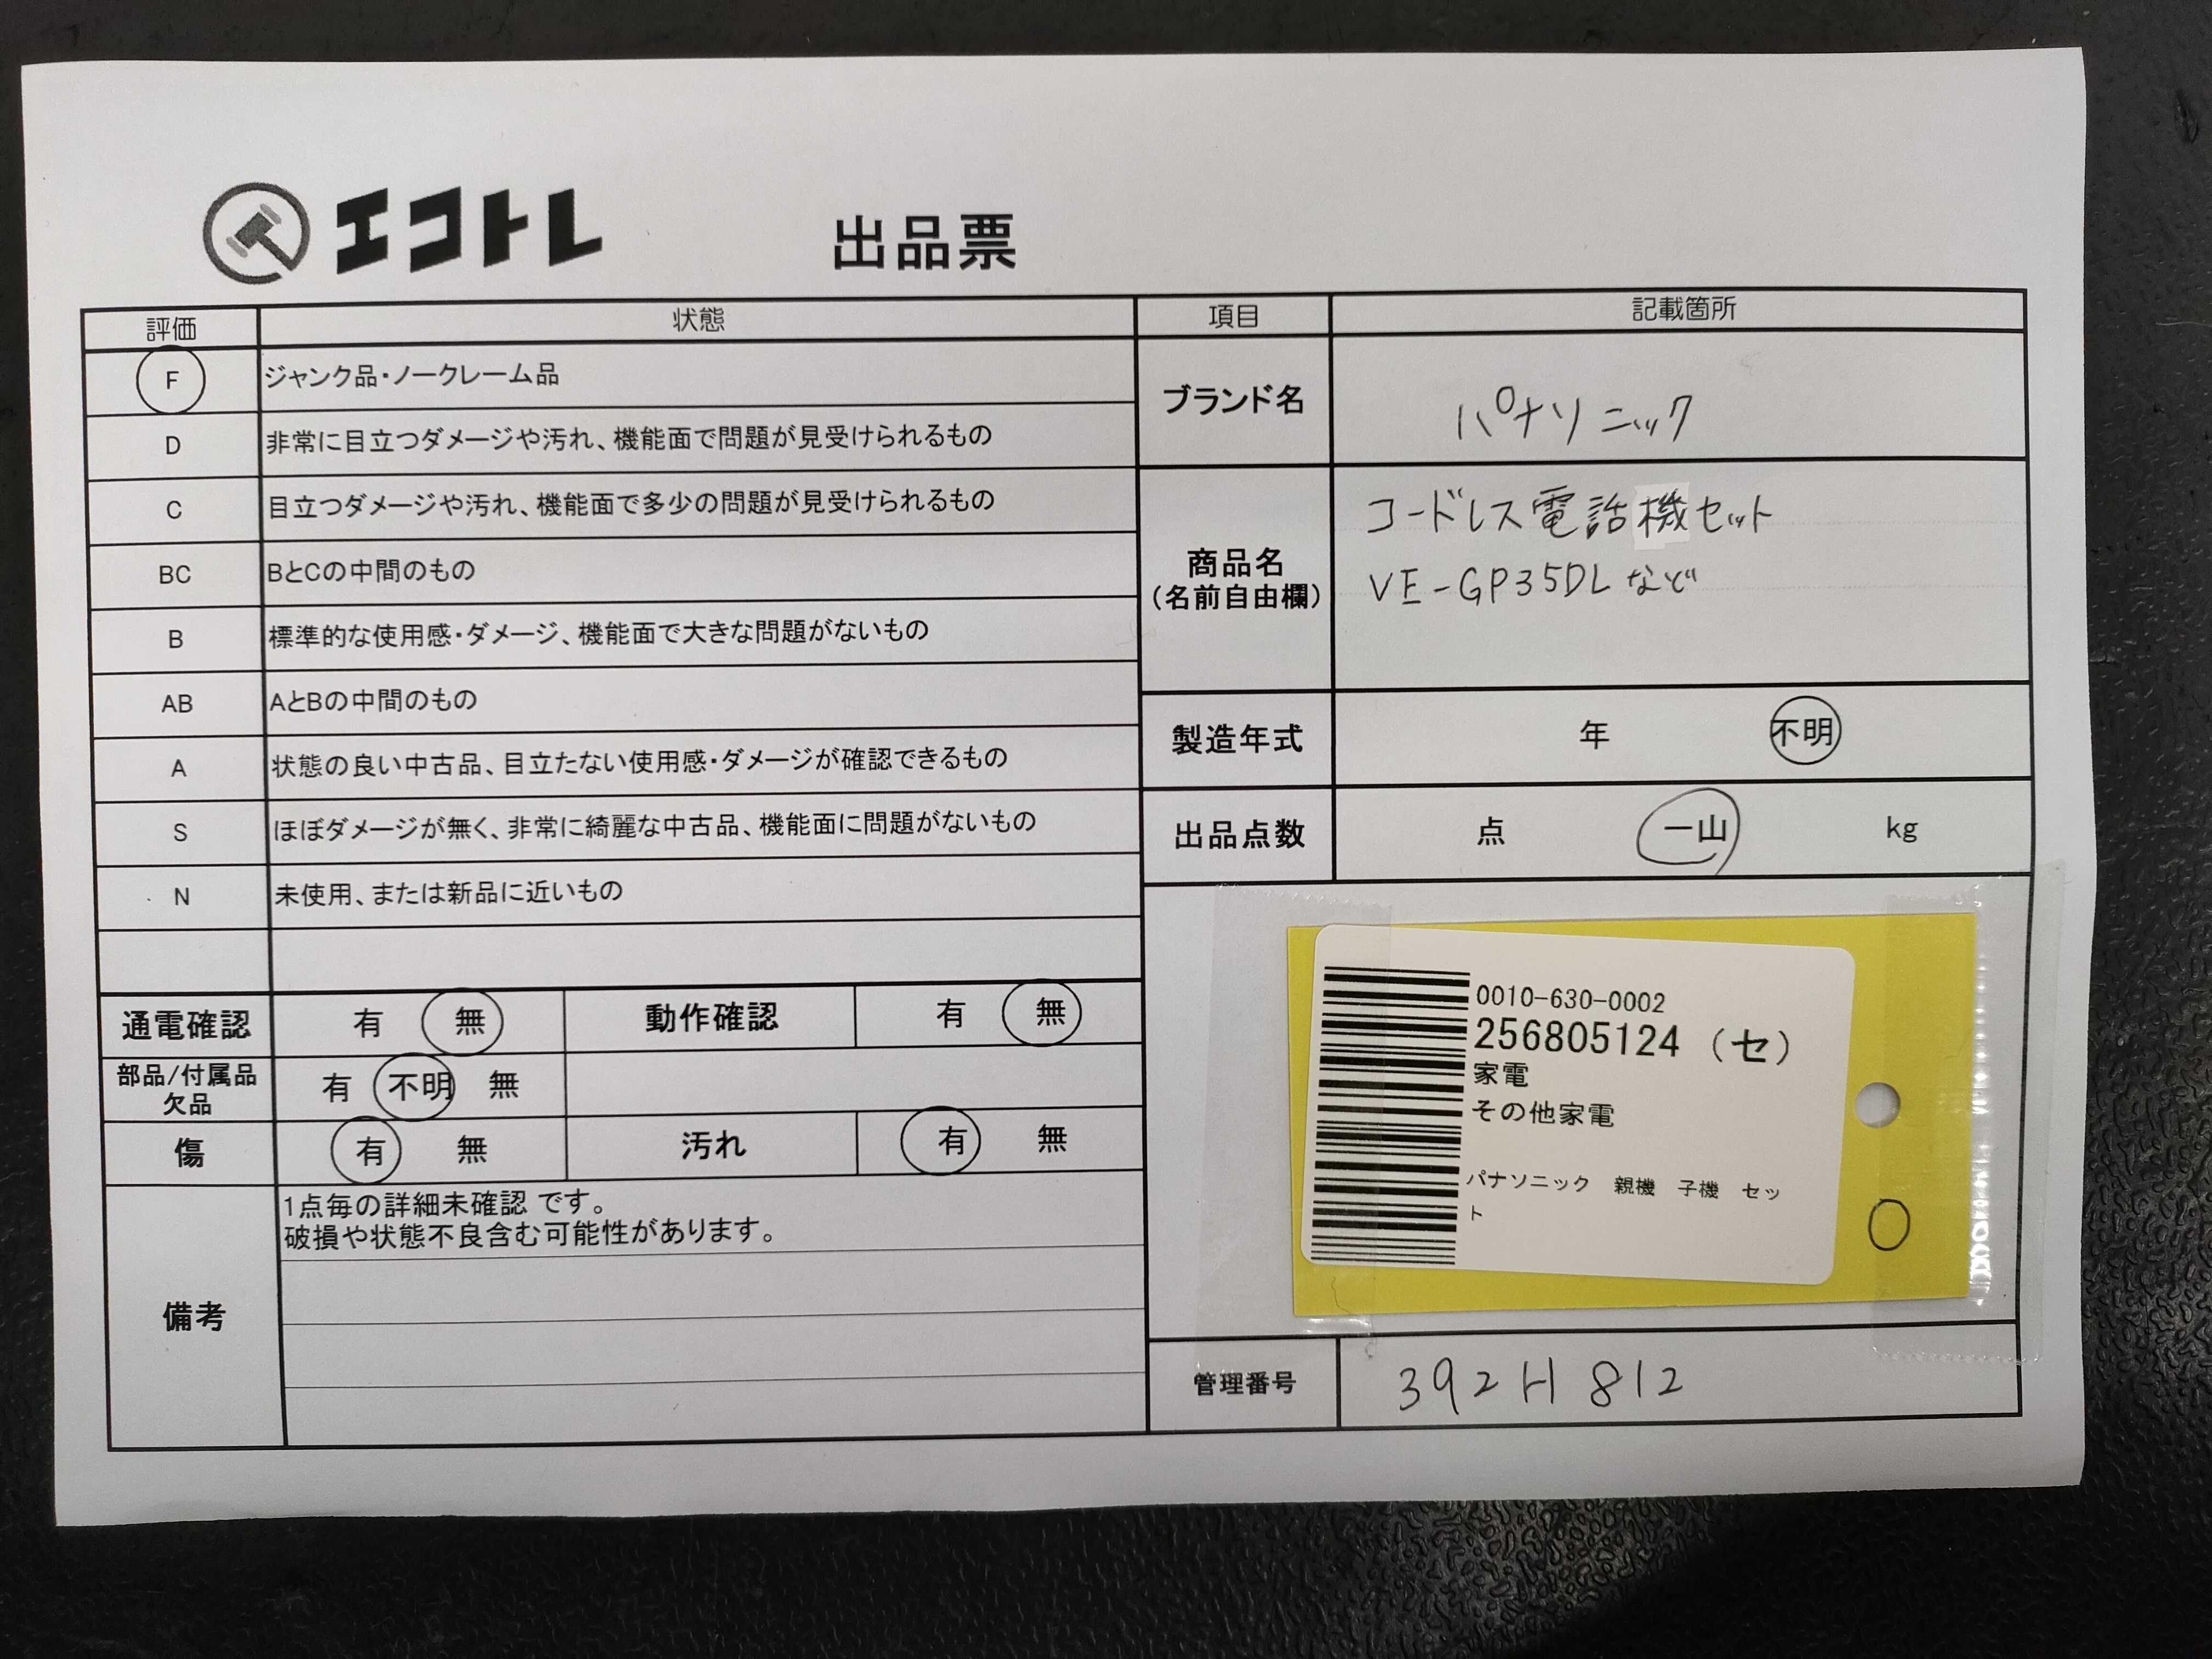 エコトレ
出品票
評価 状態
F ジャンク品・ノークレーム品
D 非常に目立つダメージや汚れ、機能面で問題が見受けられるもの
C 目立つダメージや汚れ、機能面で多少の問題が見受けられるもの
BC BとCの中間のもの
B 標準的な使用感・ダメージ、機能面で大きな問題がないもの
AB AとBの中間のもの
A 状態の良い中古品、目立たない使用感・ダメージが確認できるもの
S ほぼダメージが無く、非常に綺麗な中古品、機能面に問題がないもの
N 未使用、または新品に近いもの
通電確認 有 無 動作確認 有 無
部品/付属品
欠品
有 不明 無
傷 有 無 汚れ 有 無
備考
1点毎の詳細未確認 です。
破損や状態不良含む可能性があります。
項目 記載箇所
ブランド名 パナソニック
商品名
(名前自由欄)
コードレス電話機セット
VE-GP35DLなど
製造年式 年 不明
出品点数 点 一山 kg
0010-630-0002
256805124 (セ)
家電
その他家電
パナソニック 親機 子機 セッ
ト
管理番号 392H812